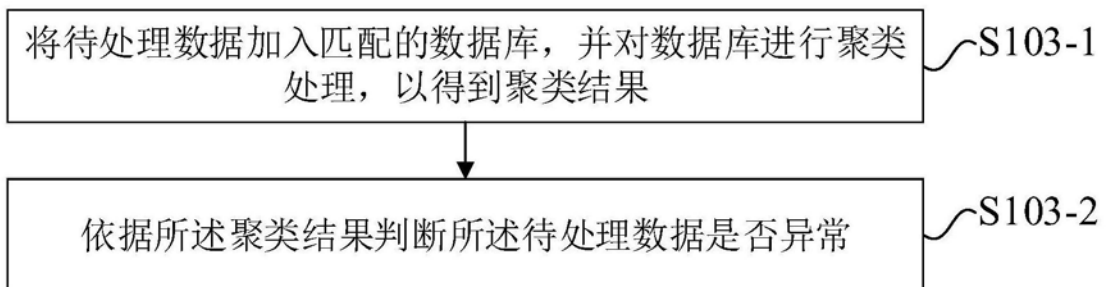 将待处理数据加入匹配的数据库，并对数据库进行聚类
处理，以得到聚类结果
S103-1
依据所述聚类结果判断所述待处理数据是否异常
S103-2